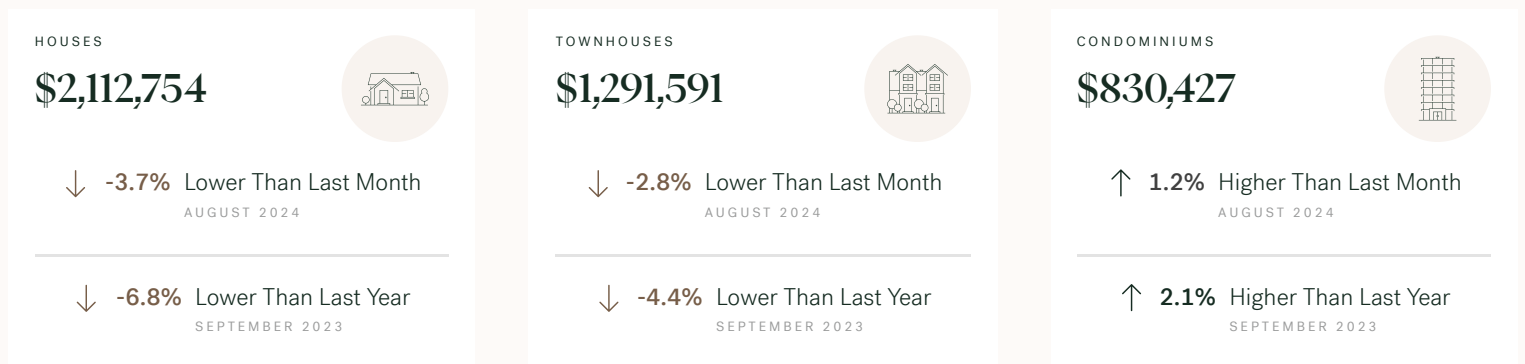 HOUSES
$2,112,754
-3.7% Lower Than Last Month
AUGUST 2024
-6.8% Lower Than Last Year
SEPTEMBER 2023
TOWNHOUSES
$1,291,591
-2.8% Lower Than Last Month
AUGUST 2024
-4.4% Lower Than Last Year
SEPTEMBER 2023
CONDOMINIUMS
$830,427
1.2% Higher Than Last Month
AUGUST 2024
2.1% Higher Than Last Year
SEPTEMBER 2023